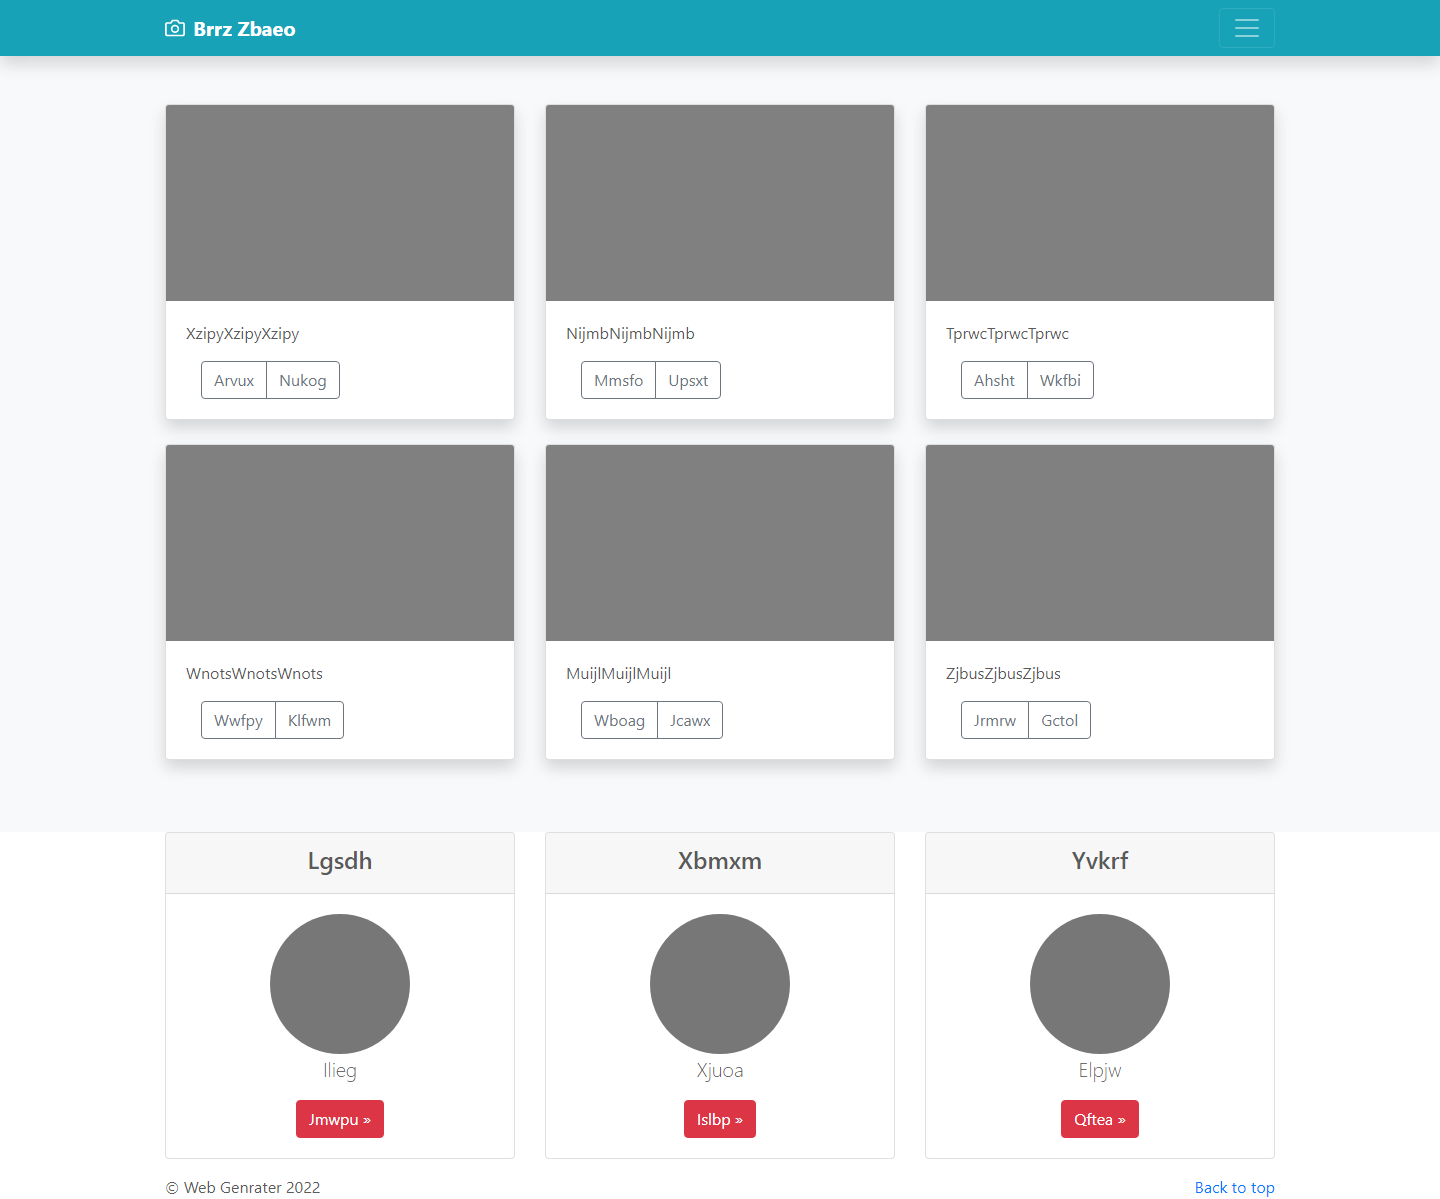 Brrz Zbaeo
XzipyXzipyXzipy
Arvux Nukog
NijmbNijmbNijmb
Mmsfo Upsxt
TprwcTprwcTprwc
Ahsht Wkfbi
WnotsWnotsWnots
Wwfpy Klfwm
MuijlMuijlMuijl
Wboag Jcawx
ZjbusZjbusZjbus
Jrmrw Gctol
Lgsdh
Ilieg
Jmwpu »
Xbmxm
Xjuoa
Islbp »
Yvkrf
Elpjw
Qftea »
© Web Genrater 2022
Back to top